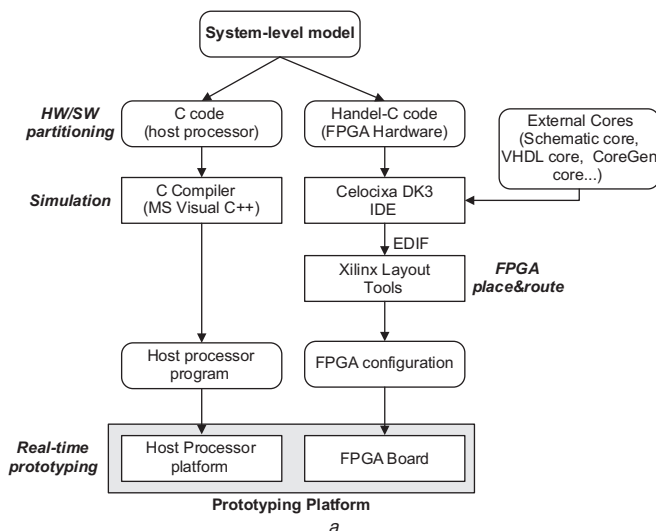 System-level model
HW/SW
partitioning
C code
(host processor)
Handel-C code
(FPGA Hardware)
External Cores
(Schematic core,
VHDL core, CoreGen
core...)
Simulation
C Compiler
(MS Visual C++)
Celocixa DK3
IDE
EDIF
Xilinx Layout
Tools
FPGA
place&route
Host processor
program
FPGA configuration
Real-time
prototyping
Host Processor
platform
FPGA Board
Prototyping Platform
a